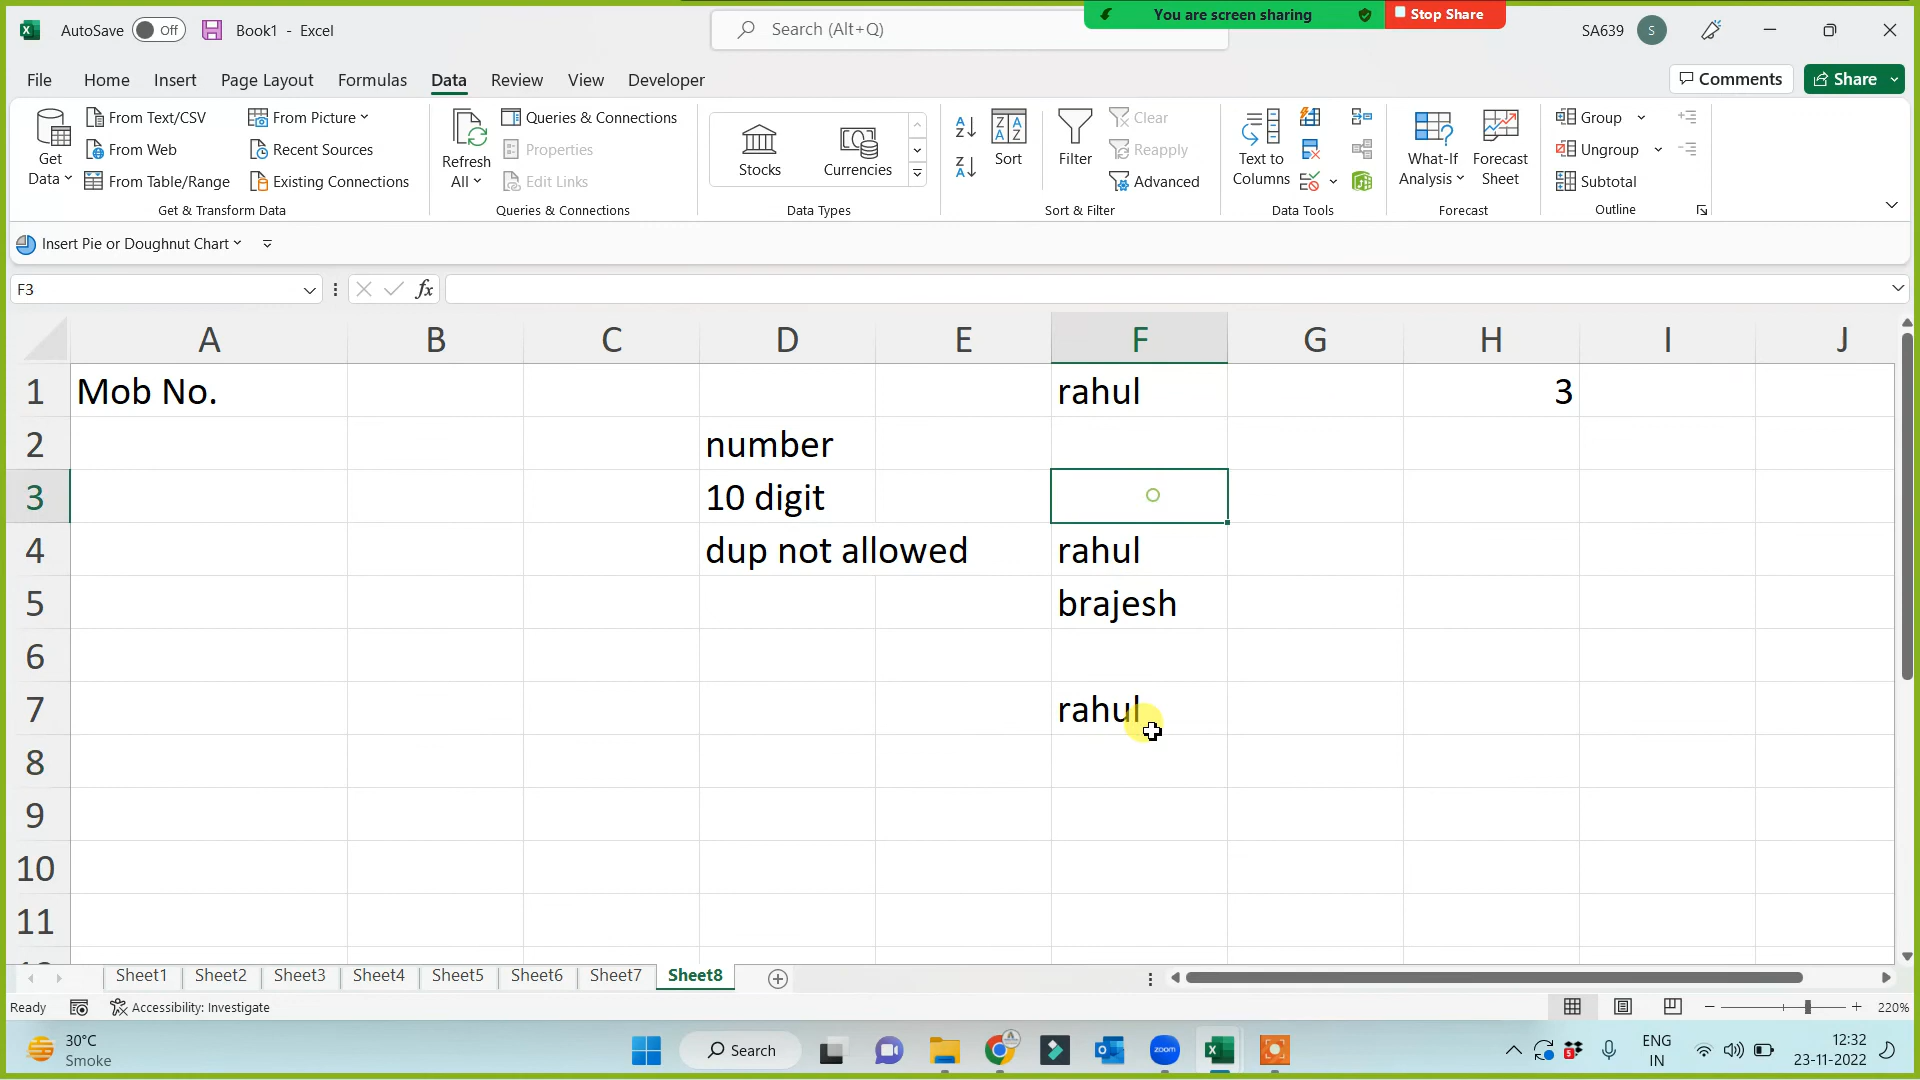 You are screen sharing
Stop Share
AutoSave Off Book1 - Excel
Search (Alt+Q)
SA639 S
File Home Insert Page Layout Formulas Data Review View Developer
Comments Share
Get Data
From Text/CSV
From Web
From Table/Range
From Picture
Recent Sources
Existing Connections
Get & Transform Data
Refresh All
Queries & Connections
Properties
Edit Links
Queries & Connections
Stocks
Currencies
Data Types
A Z
Z A
Sort
Filter
Clear
Reapply
Advanced
Sort & Filter
Text to Columns
Data Tools
What-If Analysis
Forecast Sheet
Forecast
Group
Ungroup
Subtotal
Outline
Insert Pie or Doughnut Chart
F3
fx
A B C D E F G H I J
1 Mob No. rahul 3
2 number
3 10 digit
4 dup not allowed rahul
5 brajesh
6
7 rahul
8
9
10
11
Sheet1 Sheet2 Sheet3 Sheet4 Sheet5 Sheet6 Sheet7 Sheet8
Ready Accessibility: Investigate 220%
30°C
Smoke
Search
zoom
ENG
IN
12:32
23-11-2022